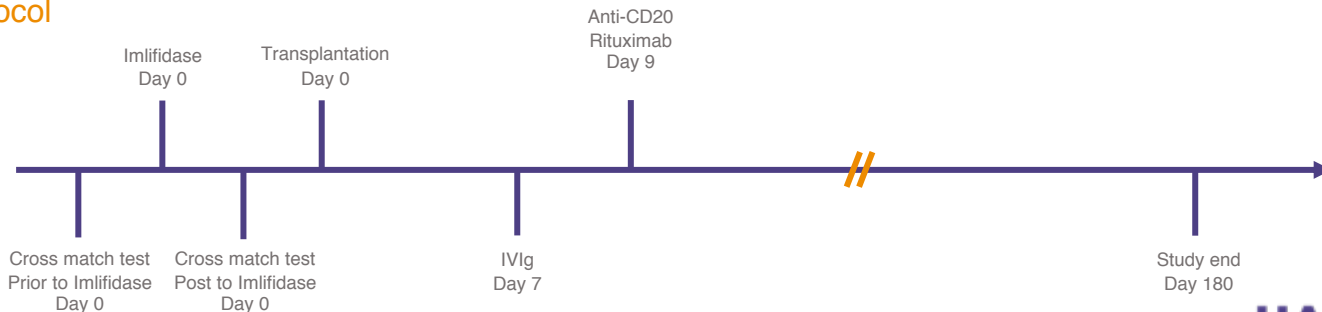 Anti-CD20
Rituximab
Day 9
Imlifidase
Day 0
Transplantation
Day 0
Cross match test
Prior to Imlifidase
Day 0
Cross match test
Post to Imlifidase
Day 0
IVIg
Day 7
Study end
Day 180